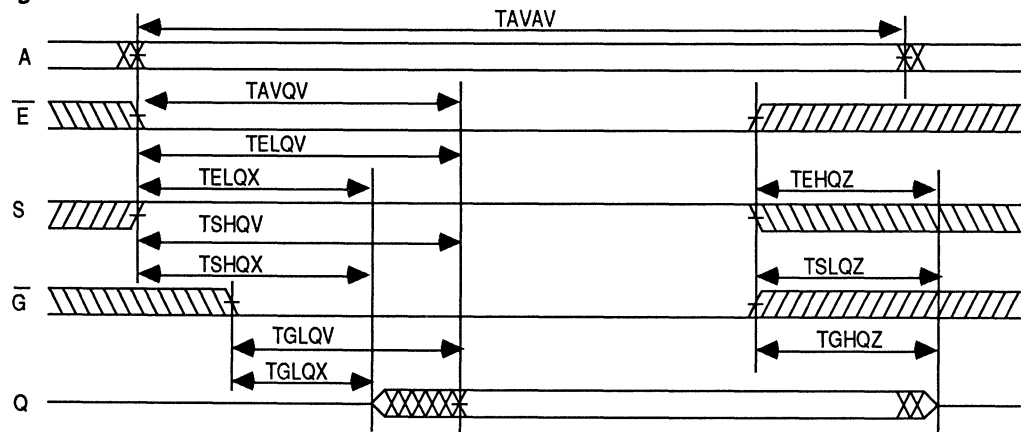 TAVAV
A
TAVQV
E
TELQV
TELQX
TEHQZ
S
TSHQV
TSHQX
TSLQZ
G
TGLQV
TGHQZ
TGLQX
Q